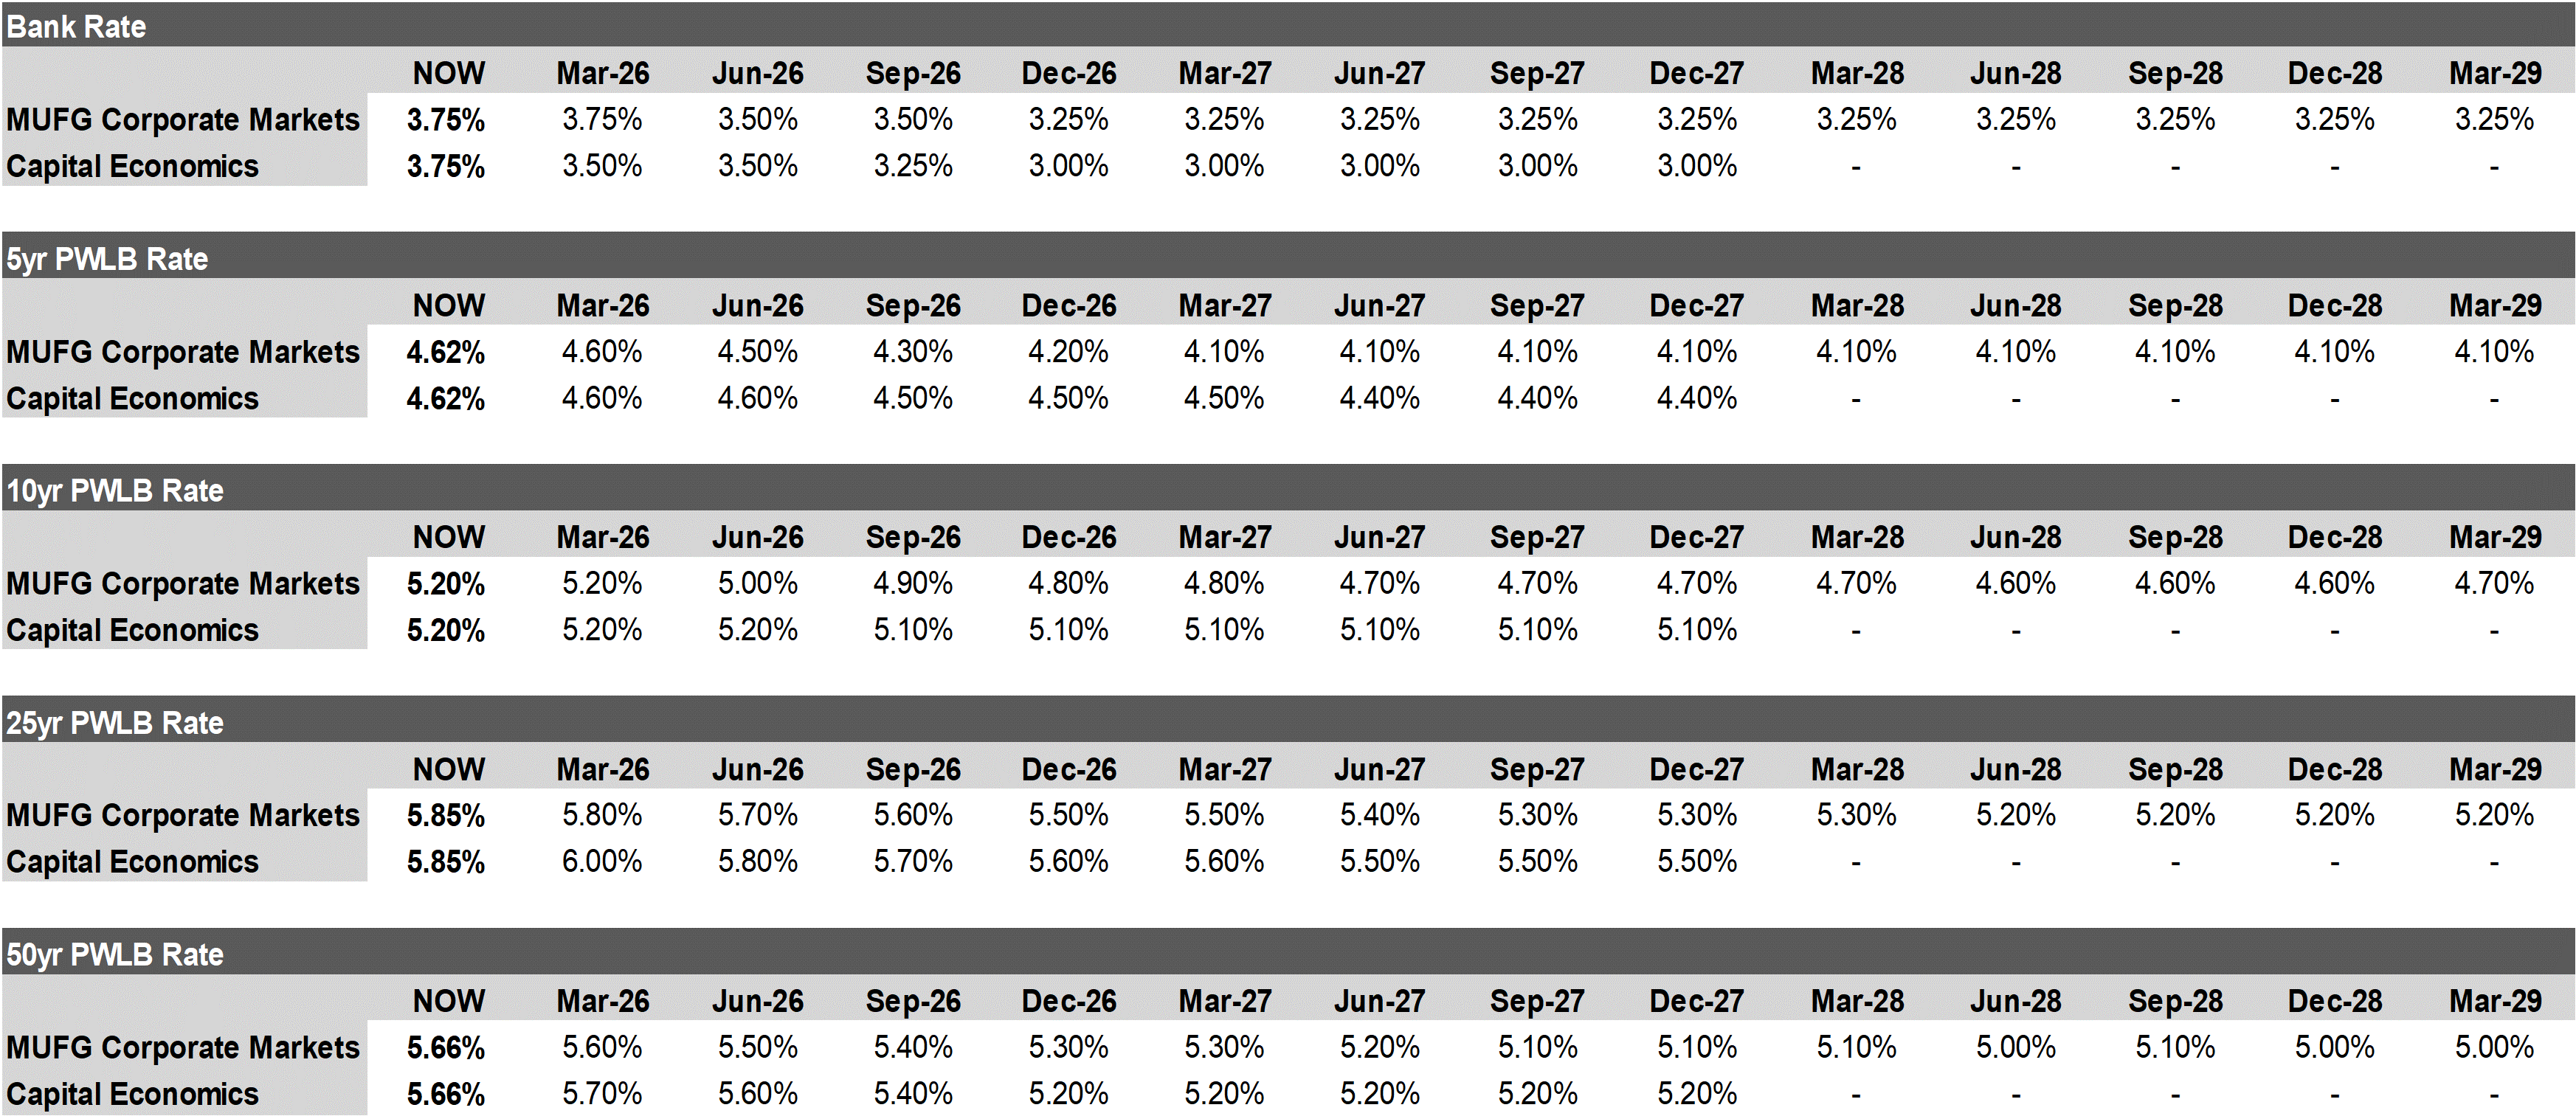 Bank Rate
NOW Mar-26 Jun-26 Sep-26 Dec-26 Mar-27 Jun-27 Sep-27 Dec-27 Mar-28 Jun-28 Sep-28 Dec-28 Mar-29
MUFG Corporate Markets 3.75% 3.75% 3.50% 3.50% 3.25% 3.25% 3.25% 3.25% 3.25% 3.25% 3.25% 3.25% 3.25% 3.25%
Capital Economics 3.75% 3.50% 3.50% 3.25% 3.00% 3.00% 3.00% 3.00% 3.00% - - - - -
5yr PWLB Rate
NOW Mar-26 Jun-26 Sep-26 Dec-26 Mar-27 Jun-27 Sep-27 Dec-27 Mar-28 Jun-28 Sep-28 Dec-28 Mar-29
MUFG Corporate Markets 4.62% 4.60% 4.50% 4.30% 4.20% 4.10% 4.10% 4.10% 4.10% 4.10% 4.10% 4.10% 4.10% 4.10%
Capital Economics 4.62% 4.60% 4.60% 4.50% 4.50% 4.50% 4.40% 4.40% 4.40% - - - - -
10yr PWLB Rate
NOW Mar-26 Jun-26 Sep-26 Dec-26 Mar-27 Jun-27 Sep-27 Dec-27 Mar-28 Jun-28 Sep-28 Dec-28 Mar-29
MUFG Corporate Markets 5.20% 5.20% 5.00% 4.90% 4.80% 4.80% 4.70% 4.70% 4.70% 4.70% 4.60% 4.60% 4.60% 4.70%
Capital Economics 5.20% 5.20% 5.20% 5.10% 5.10% 5.10% 5.10% 5.10% 5.10% - - - - -
25yr PWLB Rate
NOW Mar-26 Jun-26 Sep-26 Dec-26 Mar-27 Jun-27 Sep-27 Dec-27 Mar-28 Jun-28 Sep-28 Dec-28 Mar-29
MUFG Corporate Markets 5.85% 5.80% 5.70% 5.60% 5.50% 5.50% 5.40% 5.30% 5.30% 5.30% 5.20% 5.20% 5.20% 5.20%
Capital Economics 5.85% 6.00% 5.80% 5.70% 5.60% 5.60% 5.50% 5.50% 5.50% - - - - -
50yr PWLB Rate
NOW Mar-26 Jun-26 Sep-26 Dec-26 Mar-27 Jun-27 Sep-27 Dec-27 Mar-28 Jun-28 Sep-28 Dec-28 Mar-29
MUFG Corporate Markets 5.66% 5.60% 5.50% 5.40% 5.30% 5.30% 5.20% 5.10% 5.10% 5.10% 5.00% 5.10% 5.00% 5.00%
Capital Economics 5.66% 5.70% 5.60% 5.40% 5.20% 5.20% 5.20% 5.20% 5.20% - - - - -